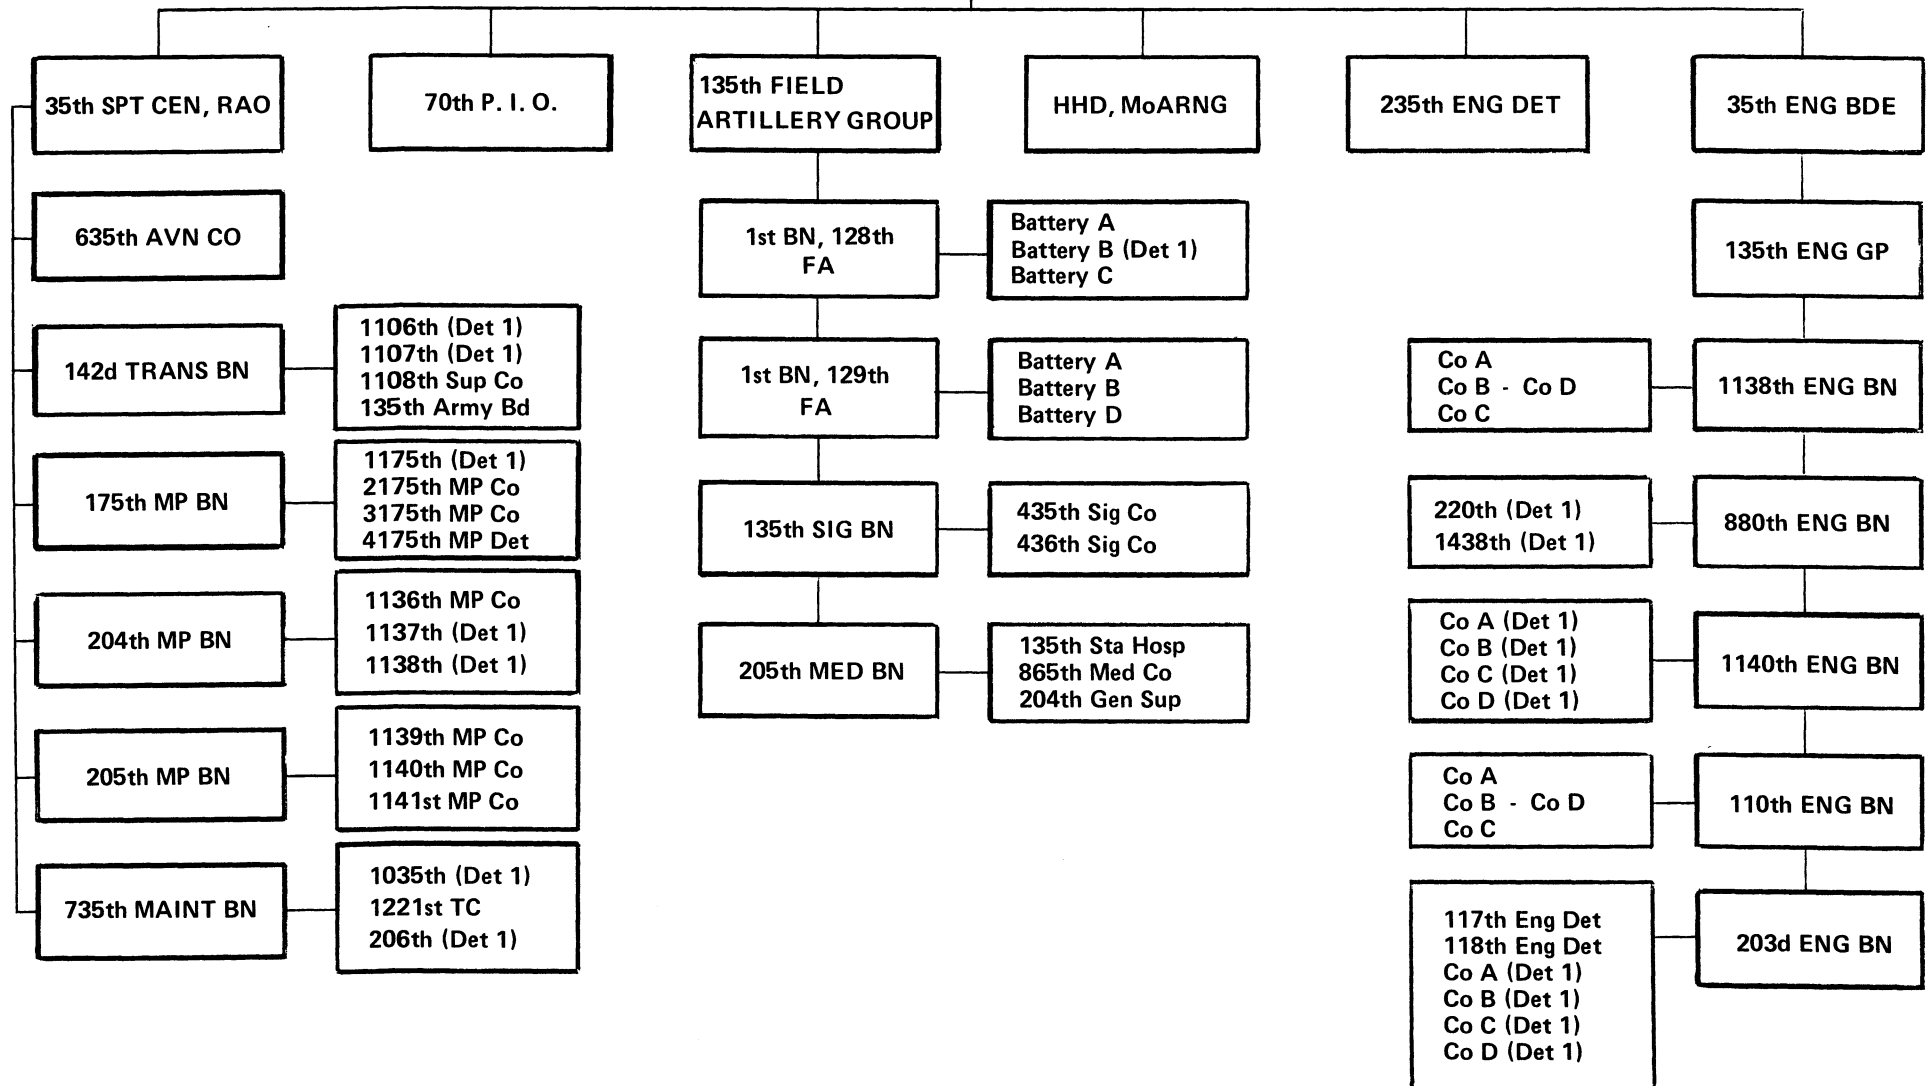 35th SPT CEN, RAO
70th P. I. O.
135th FIELD
ARTILLERY GROUP
HHD, MoARNG
235th ENG DET
35th ENG BDE
635th AVN CO
142d TRANS BN
1106th (Det 1)
1107th (Det 1)
1108th Sup Co
135th Army Bd
175th MP BN
1175th (Det 1)
2175th MP Co
3175th MP Co
4175th MP Det
204th MP BN
1136th MP Co
1137th (Det 1)
1138th (Det 1)
205th MP BN
1139th MP Co
1140th MP Co
1141st MP Co
735th MAINT BN
1035th (Det 1)
1221st TC
206th (Det 1)
1st BN, 128th
FA
Battery A
Battery B (Det 1)
Battery C
1st BN, 129th
FA
Battery A
Battery B
Battery D
135th SIG BN
435th Sig Co
436th Sig Co
205th MED BN
135th Sta Hosp
865th Med Co
204th Gen Sup
135th ENG GP
Co A
Co B - Co D
Co C
1138th ENG BN
220th (Det 1)
1438th (Det 1)
880th ENG BN
Co A (Det 1)
Co B (Det 1)
Co C (Det 1)
Co D (Det 1)
1140th ENG BN
Co A
Co B - Co D
Co C
110th ENG BN
117th Eng Det
118th Eng Det
Co A (Det 1)
Co B (Det 1)
Co C (Det 1)
Co D (Det 1)
203d ENG BN